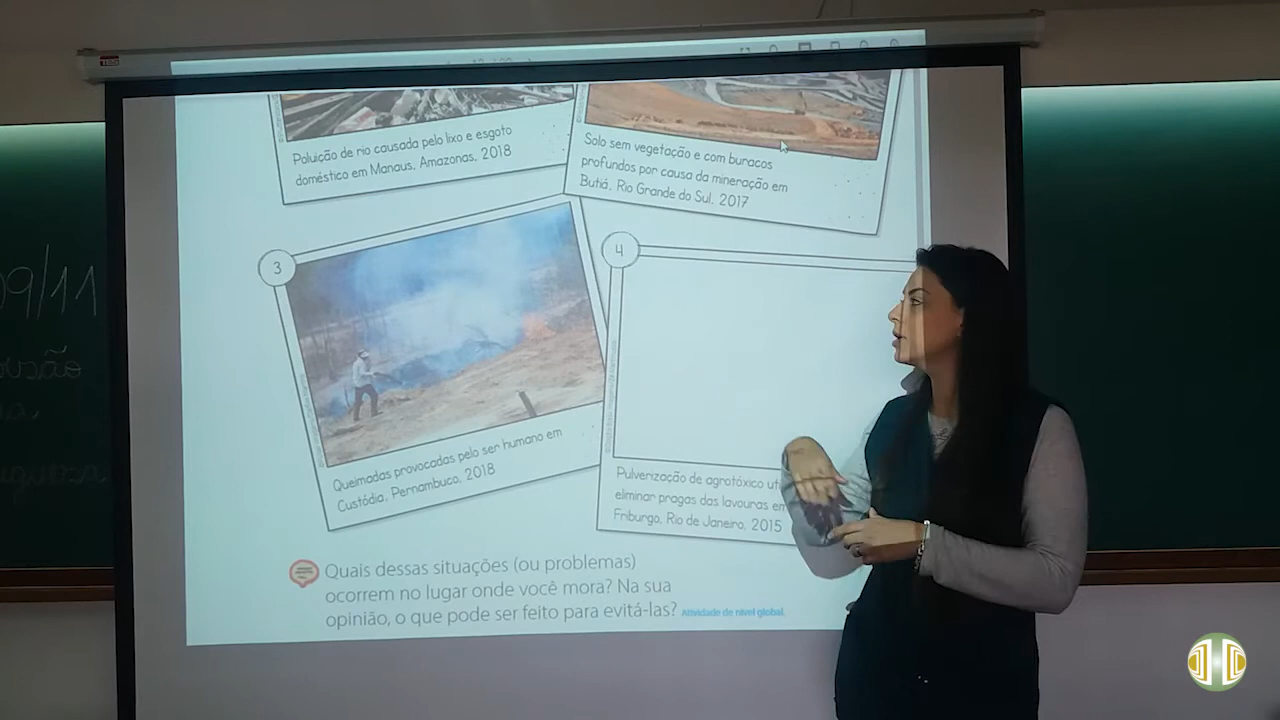 TES
Poluição de rio causada pelo lixo e esgoto
doméstico em Manaus, Amazonas, 2018
Solo sem vegetação e com buracos
profundos por causa da mineração em
Butiá, Rio Grande do Sul, 2017
3
Queimadas provocadas pelo ser humano em
Custódia, Pernambuco, 2018
4
Pulverização de agrotóxico
eliminar pragas das lavouras em
Friburgo, Rio de Janeiro, 2015
Quais dessas situações (ou problemas)
ocorrem no lugar onde você mora? Na sua
opinião, o que pode ser feito para evitá-las? Atividade de nível global.
09/11